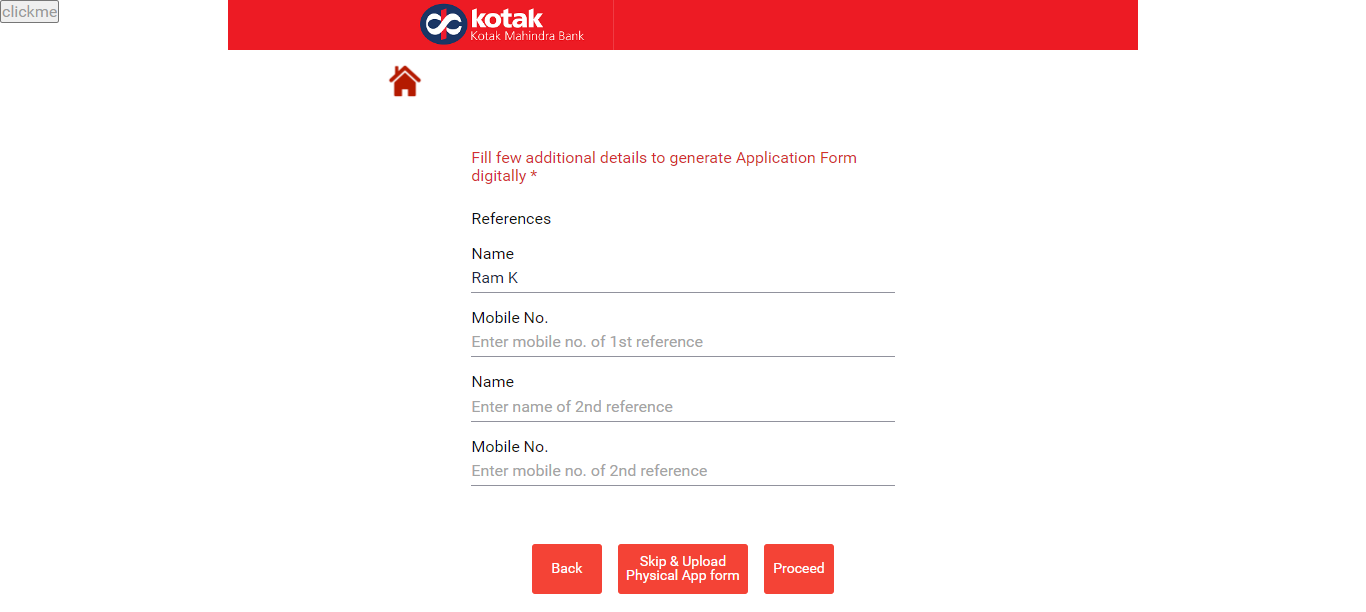 clickme
kotak
Kotak Mahindra Bank
Fill few additional details to generate Application Form
digitally *
References
Name
Ram K
Mobile No.
Enter mobile no. of 1st reference
Name
Enter name of 2nd reference
Mobile No.
Enter mobile no. of 2nd reference
Back
Skip & Upload
Physical App form
Proceed